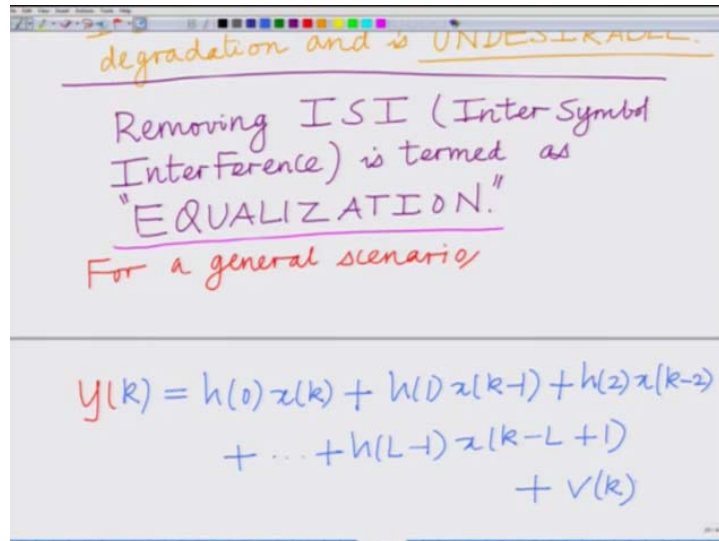 degradation and is UNDESIRABLE.
Removing ISI (Inter Symbol
InterFerence) is termed as
"EQUALIZATION."
For a general scenario,
y(k) = h(0)x(k) + h(1)x(k-1) + h(2)x(k-2)
+ ... + h(L-1)x(k-L+1)
+ v(k)